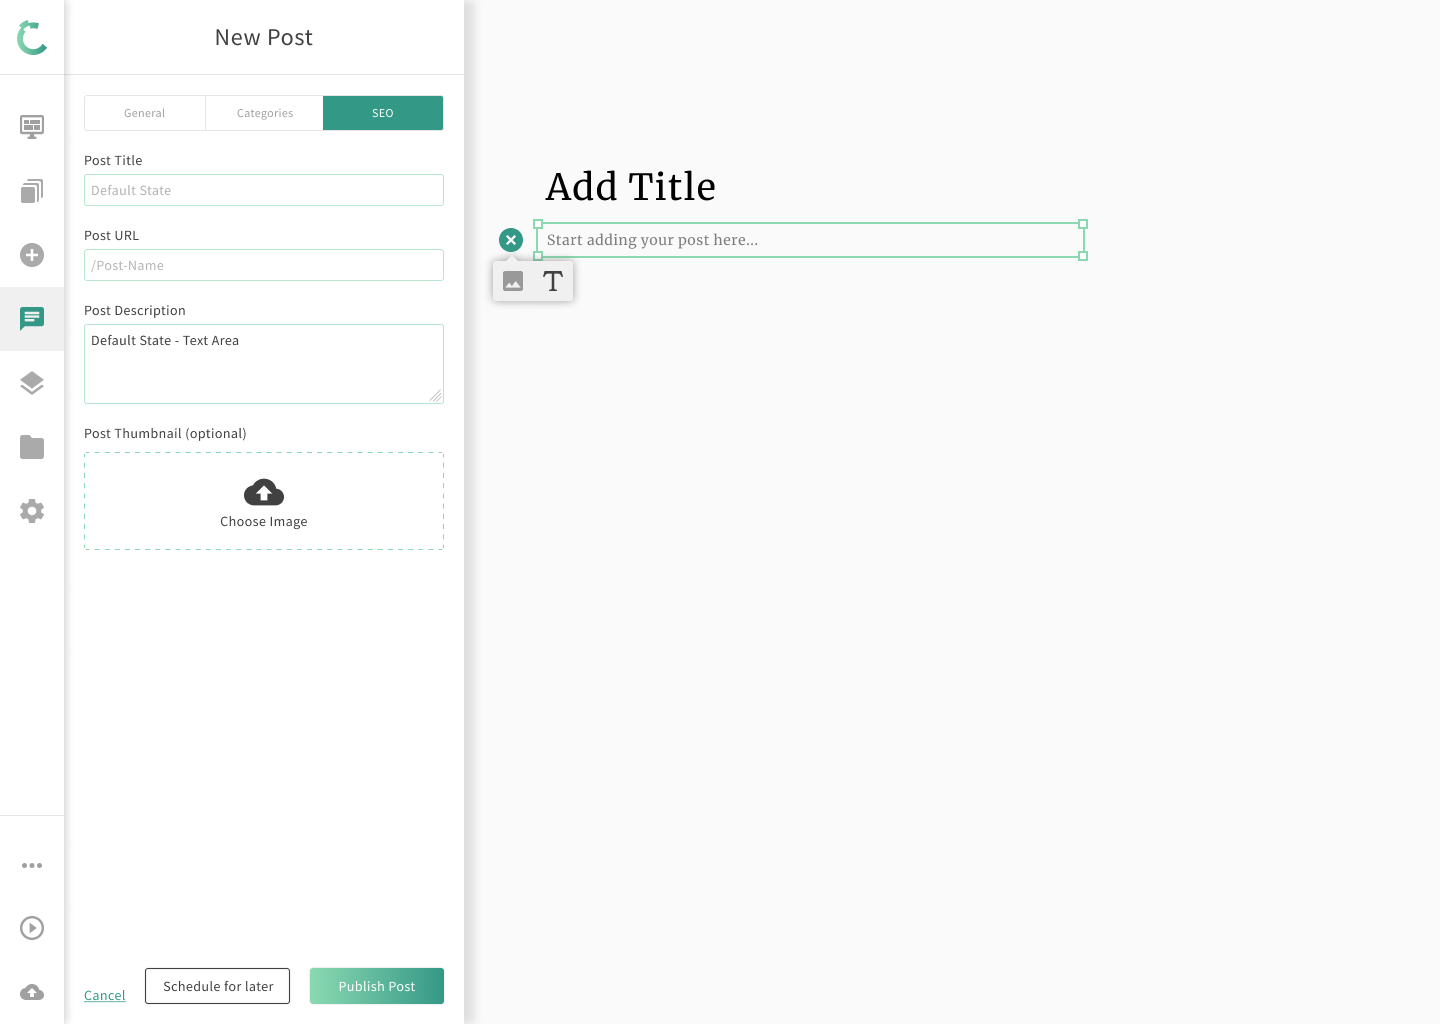 New Post
General
Categories
SEO
Post Title
Default State
Post URL
/Post-Name
Post Description
Default State - Text Area
Post Thumbnail (optional)
Choose Image
Cancel
Schedule for later
Publish Post
Add Title
Start adding your post here...
T